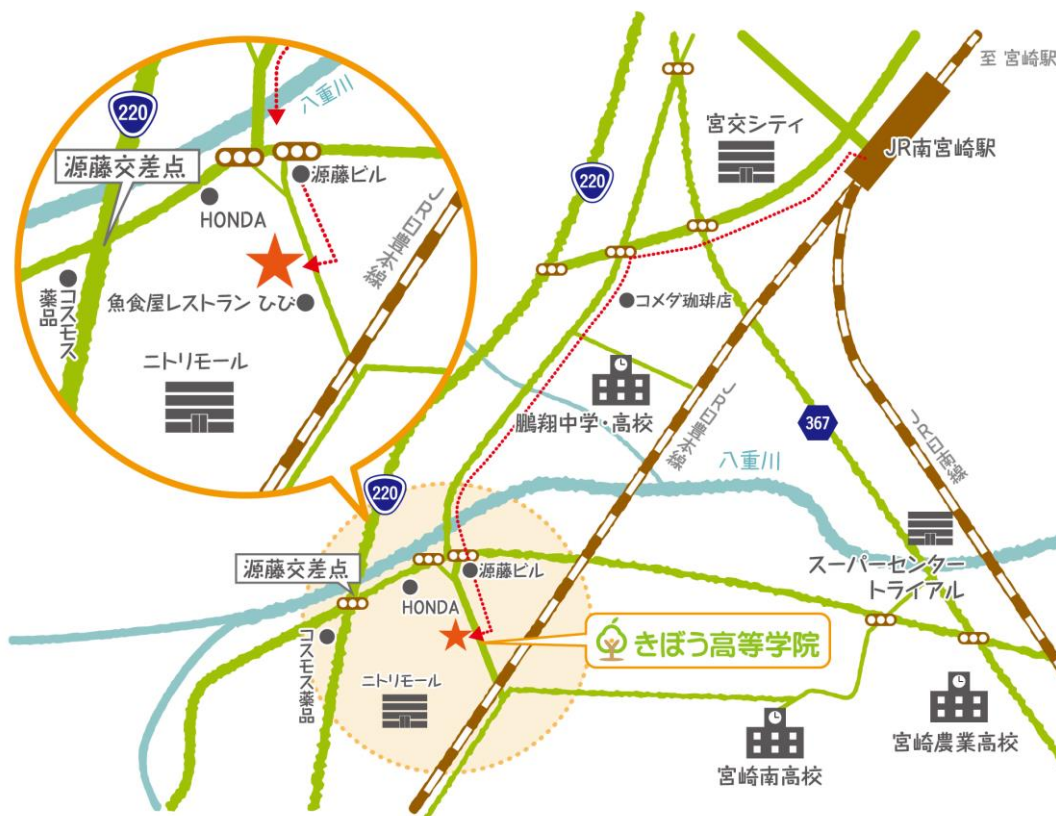 至 宮崎駅
JR南宮崎駅
宮交シティ
220
八重川
220
源藤交差点
源藤ビル
HONDA
JR日豊本線
コスモス
薬品
魚食屋レストラン ひび
ニトリモール
コメダ珈琲店
鵬翔中学・高校
JR日豊本線
367
JR日南線
八重川
220
スーパーセンター
トライアル
源藤交差点
源藤ビル
HONDA
きぼう高等学院
コスモス薬品
ニトリモール
宮崎南高校
宮崎農業高校